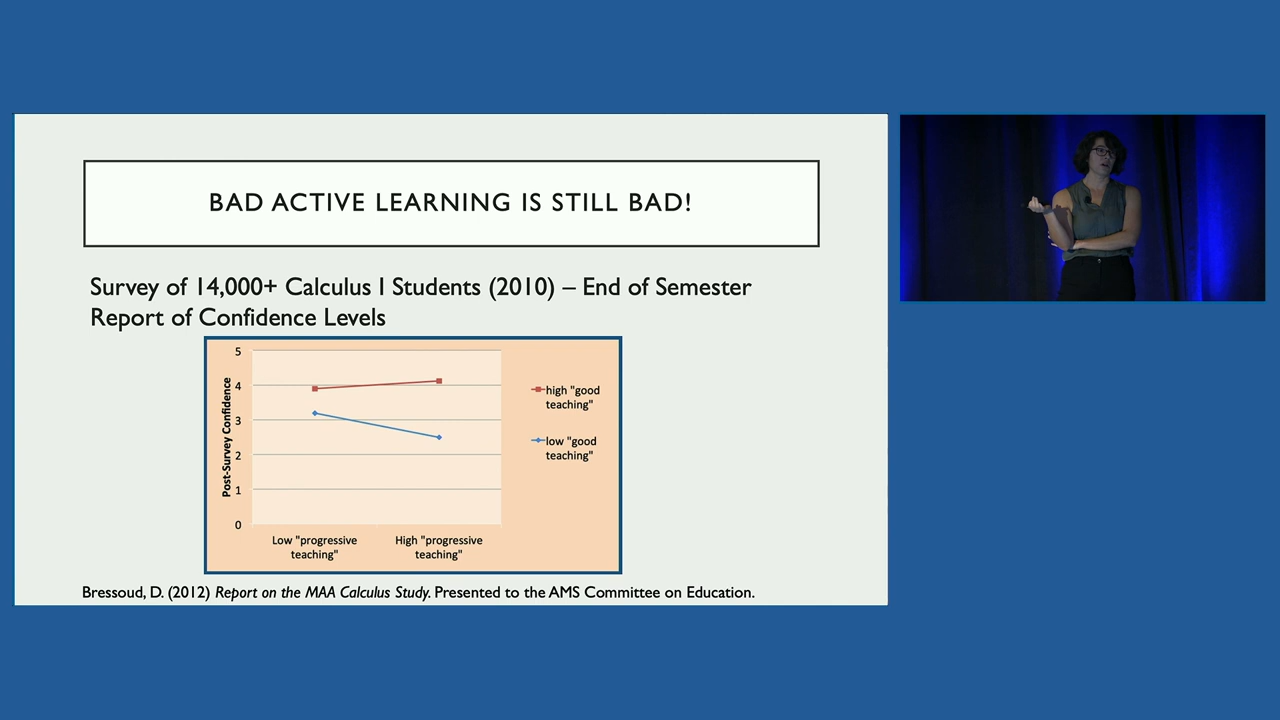 BAD ACTIVE LEARNING IS STILL BAD!
Survey of 14,000+ Calculus I Students (2010) – End of Semester
Report of Confidence Levels
5
4
3
2
1
0
Post-Survey Confidence
Low "progressive
teaching"
High "progressive
teaching"
high "good
teaching"
low "good
teaching"
Bressoud, D. (2012) Report on the MAA Calculus Study. Presented to the AMS Committee on Education.